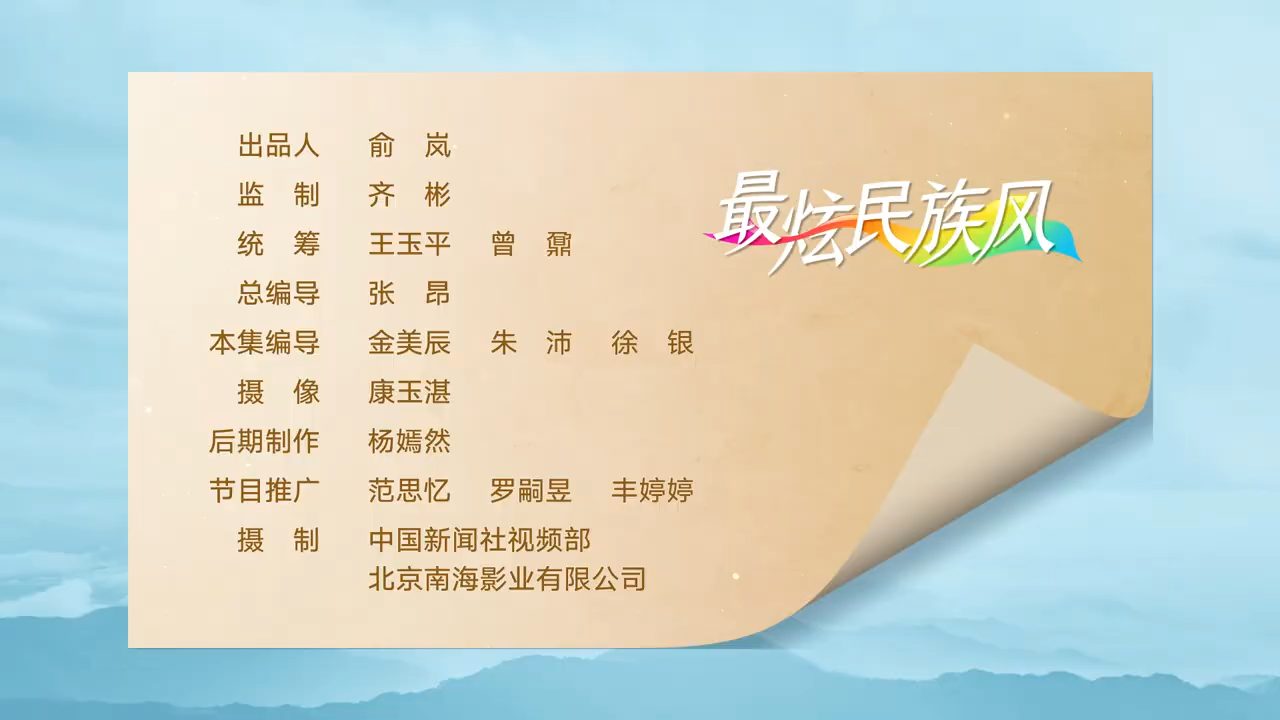 出品人 俞 岚
监 制 齐 彬
统 筹 王玉平 曾 鼐
总编导 张 昂
本集编导 金美辰 朱 沛 徐 银
摄 像 康玉湛
后期制作 杨嫣然
节目推广 范思忆 罗嗣昱 丰婷婷
摄 制 中国新闻社视频部
北京南海影业有限公司
最炫民族风